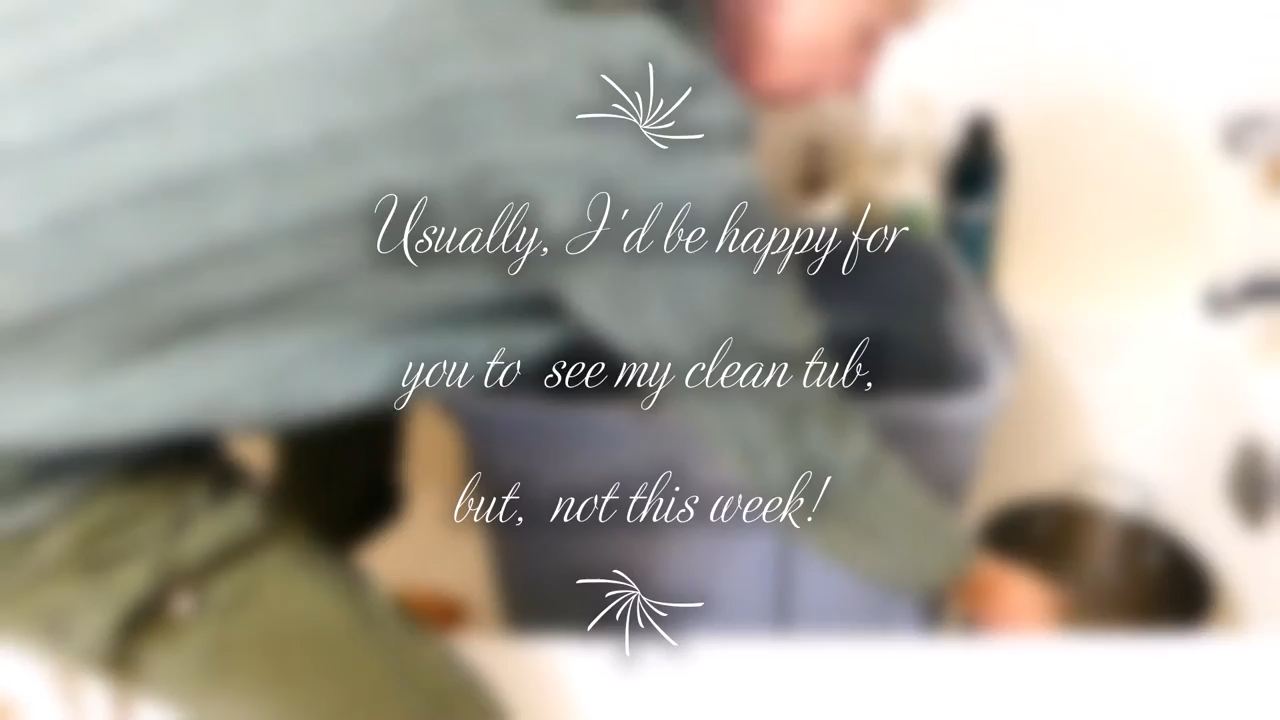 Usually, I'd be happy for
you to see my clean tub,
but, not this week!